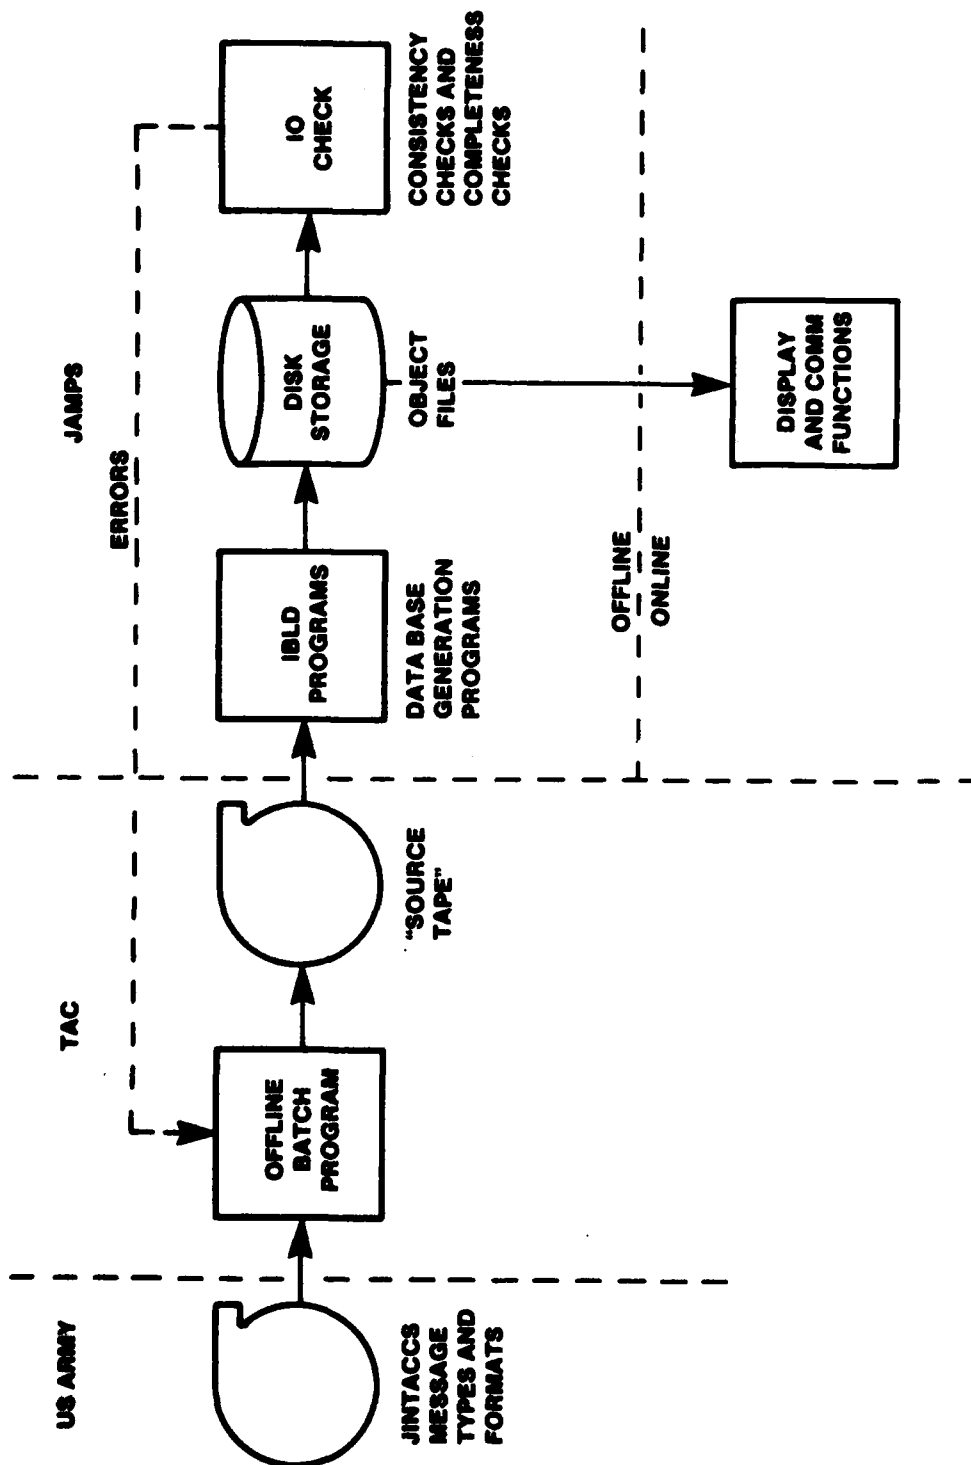 US ARMY
TAC
JAMPS
ERRORS
JINTACCS
MESSAGE
TYPES AND
FORMATS
OFFLINE
BATCH
PROGRAM
"SOURCE
TAPE"
IBLD
PROGRAMS
DATA BASE
GENERATION
PROGRAMS
DISK
STORAGE
OBJECT
FILES
IO
CHECK
CONSISTENCY
CHECKS AND
COMPLETENESS
CHECKS
OFFLINE
ONLINE
DISPLAY
AND COMM
FUNCTIONS